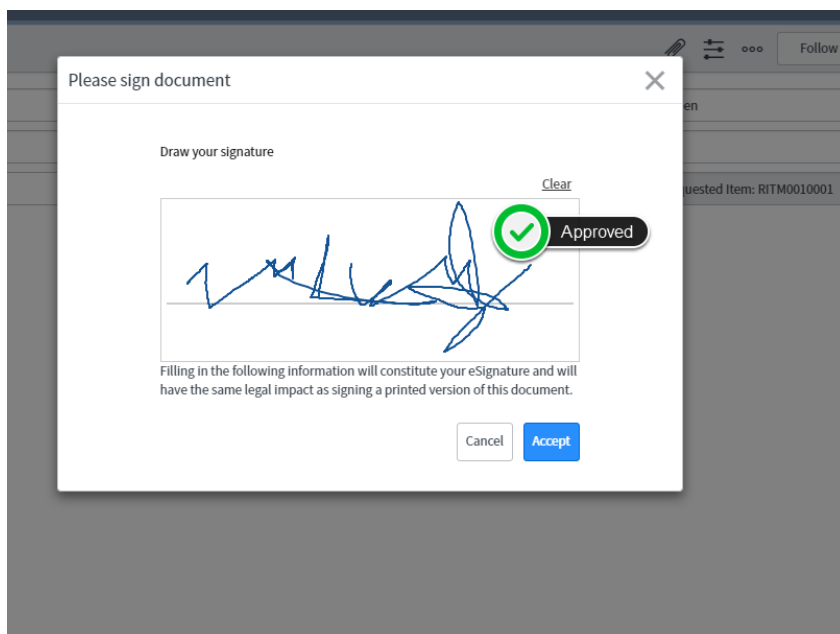 Follow
Please sign document
en
Draw your signature
Clear
uested Item: RITM0010001
Approved
Filling in the following information will constitute your eSignature and will
have the same legal impact as signing a printed version of this document.
Cancel
Accept